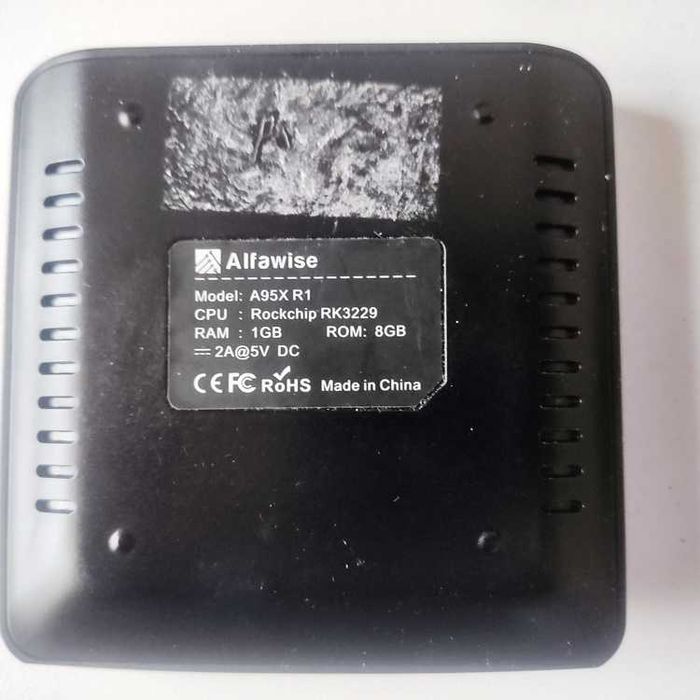 Alfawise
Model: A95X R1
CPU : Rockchip RK3229
RAM : 1GB ROM: 8GB
2A@5V DC
CE FC RoHS Made in China